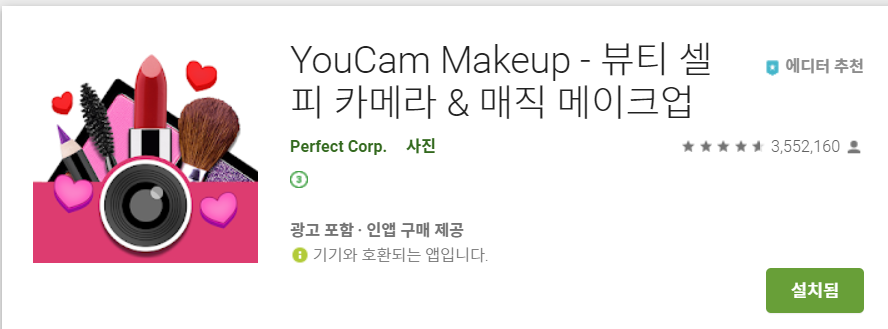 YouCam Makeup - 뷰티 셀
피 카메라 & 매직 메이크업
에디터 추천
Perfect Corp. 사진
3,552,160
3
광고 포함 · 인앱 구매 제공
기기와 호환되는 앱입니다.
설치됨